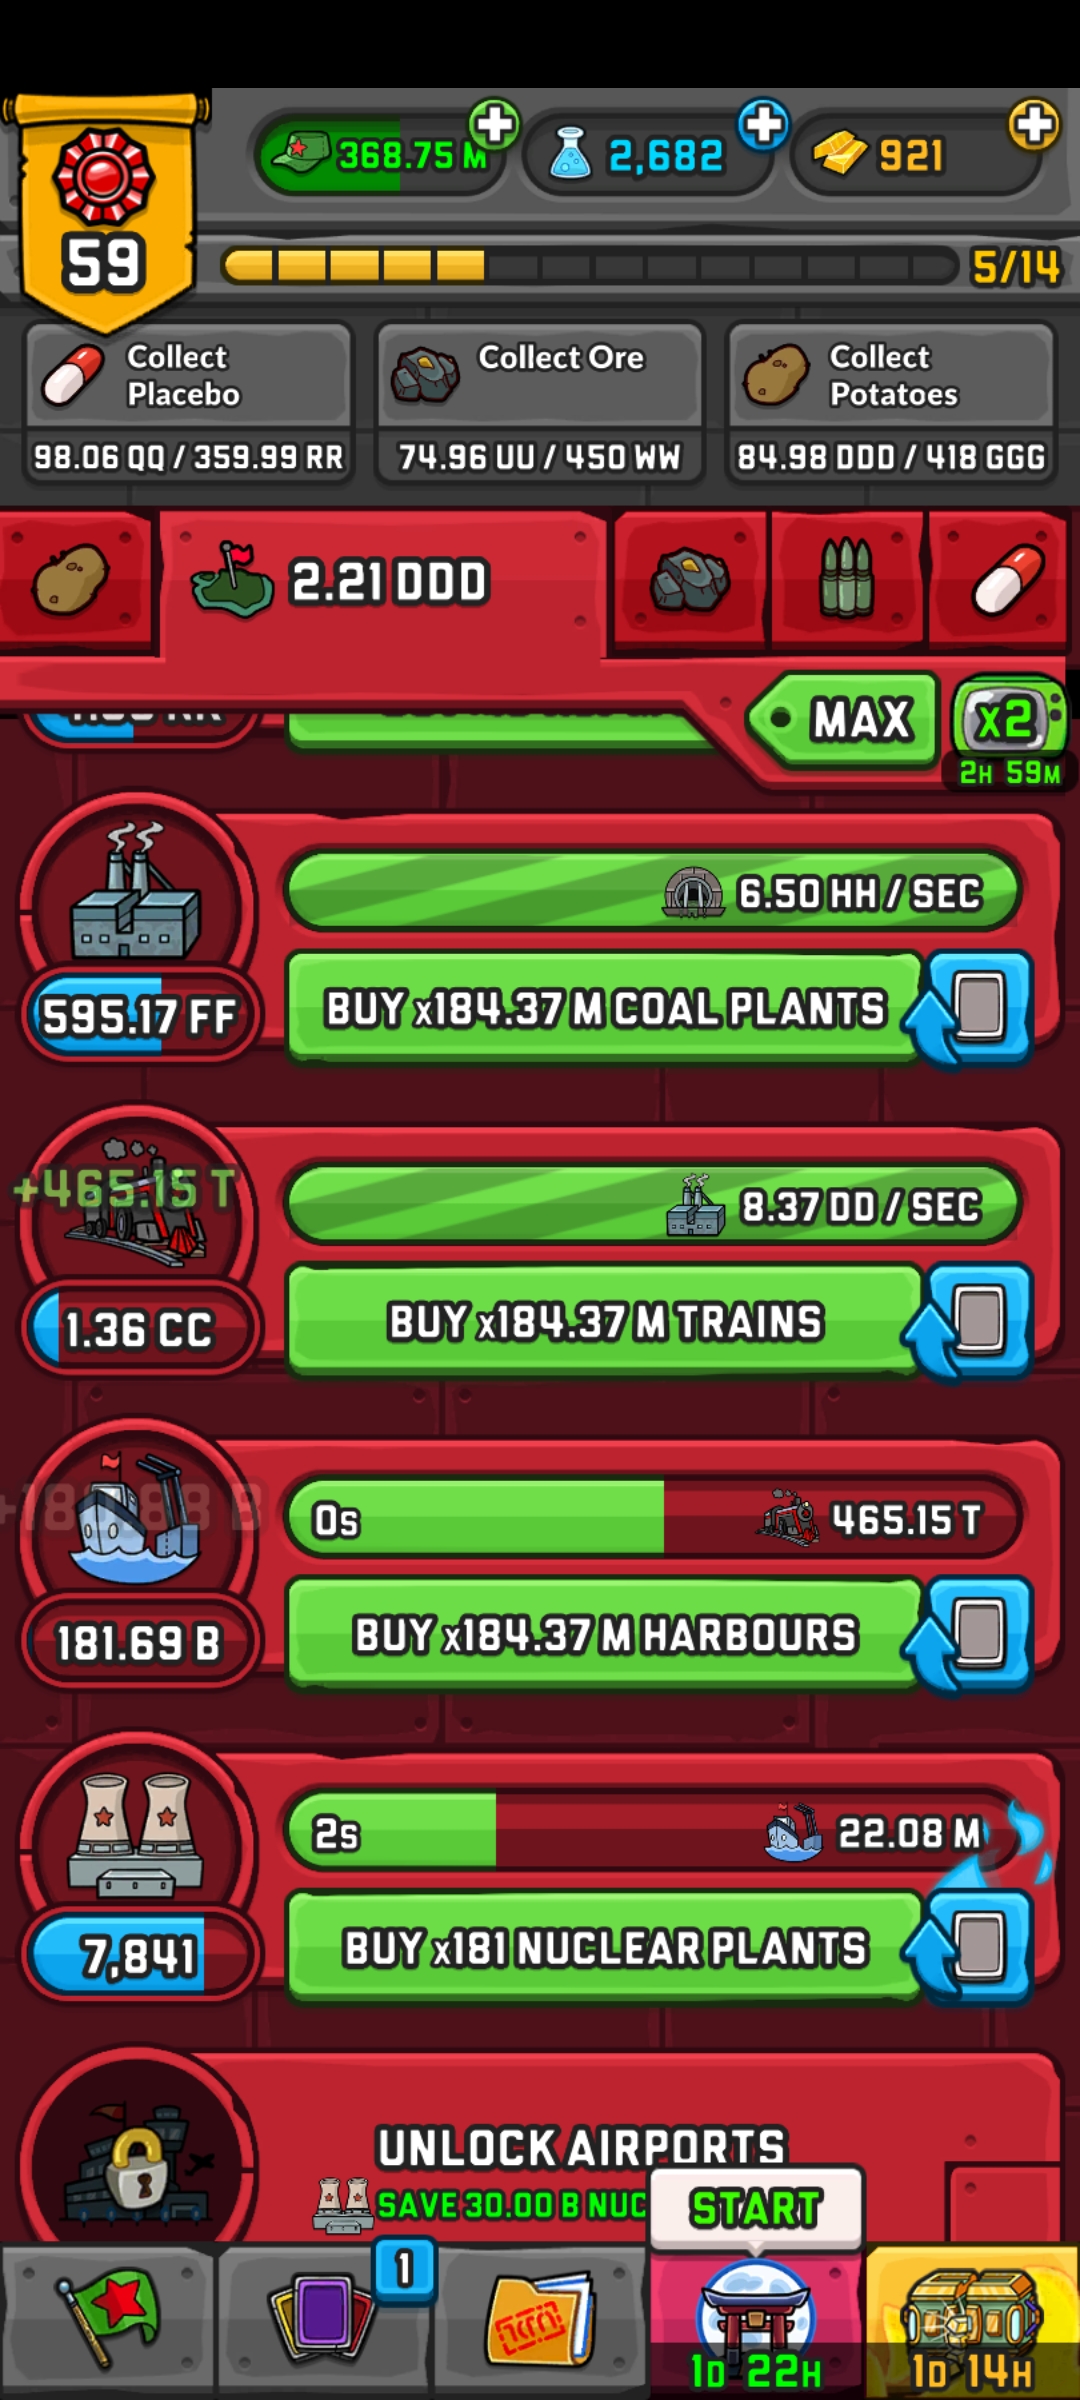 368.75 M
2,682
921
59
5/14
Collect
Placebo
98.06 QQ / 359.99 RR
Collect Ore
74.96 UU / 450 WW
Collect
Potatoes
84.98 DDD / 418 GGG
2.21 DDD
MAX
x2
2H 59M
6.50 HH / SEC
595.17 FF
BUY x184.37 M COAL PLANTS
+465.15 T
8.37 DD / SEC
1.36 CC
BUY x184.37 M TRAINS
0s
465.15 T
181.69 B
BUY x184.37 M HARBOURS
2s
22.08 M
7,841
BUY x181 NUCLEAR PLANTS
UNLOCK AIRPORTS
SAVE 30.00 B NUC
START
1
1D 22H
1D 14H